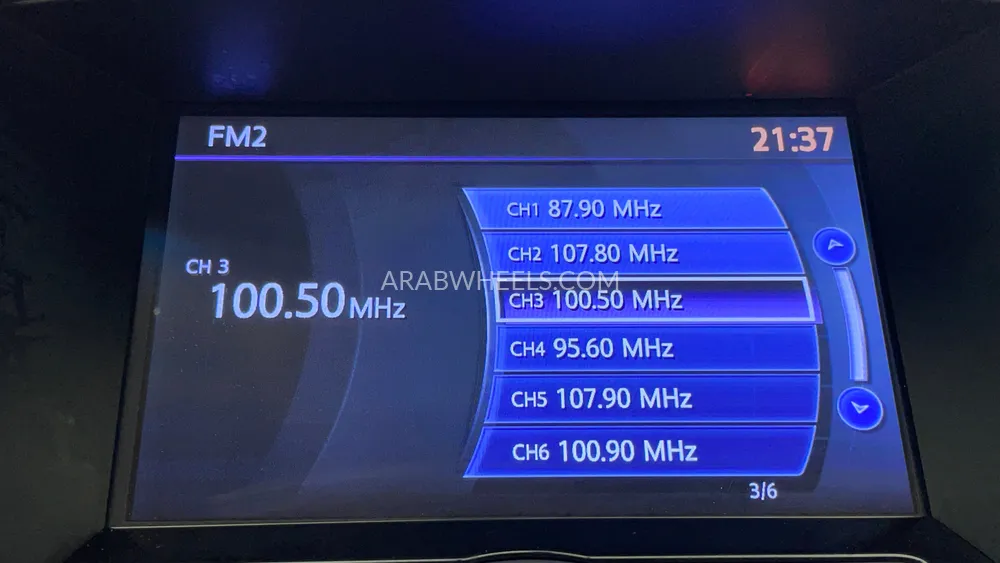 FM2
21:37
CH 3
100.50MHz
CH1 87.90 MHz
CH2 107.80 MHz
CH3 100.50 MHz
CH4 95.60 MHz
CH5 107.90 MHz
CH6 100.90 MHz
3/6
ARABWHEELS.COM